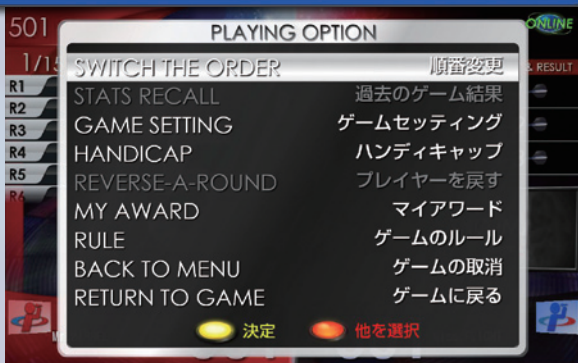 501
PLAYING OPTION
ONLINE
1/15
& RESULT
SWITCH THE ORDER 順番変更
R1
STATS RECALL 過去のゲーム結果
R2
GAME SETTING ゲームセッティング
R3
HANDICAP ハンディキャップ
R4
REVERSE-A-ROUND プレイヤーを戻す
R5
MY AWARD マイアワード
R6
RULE ゲームのルール
BACK TO MENU ゲームの取消
RETURN TO GAME ゲームに戻る
決定 他を選択